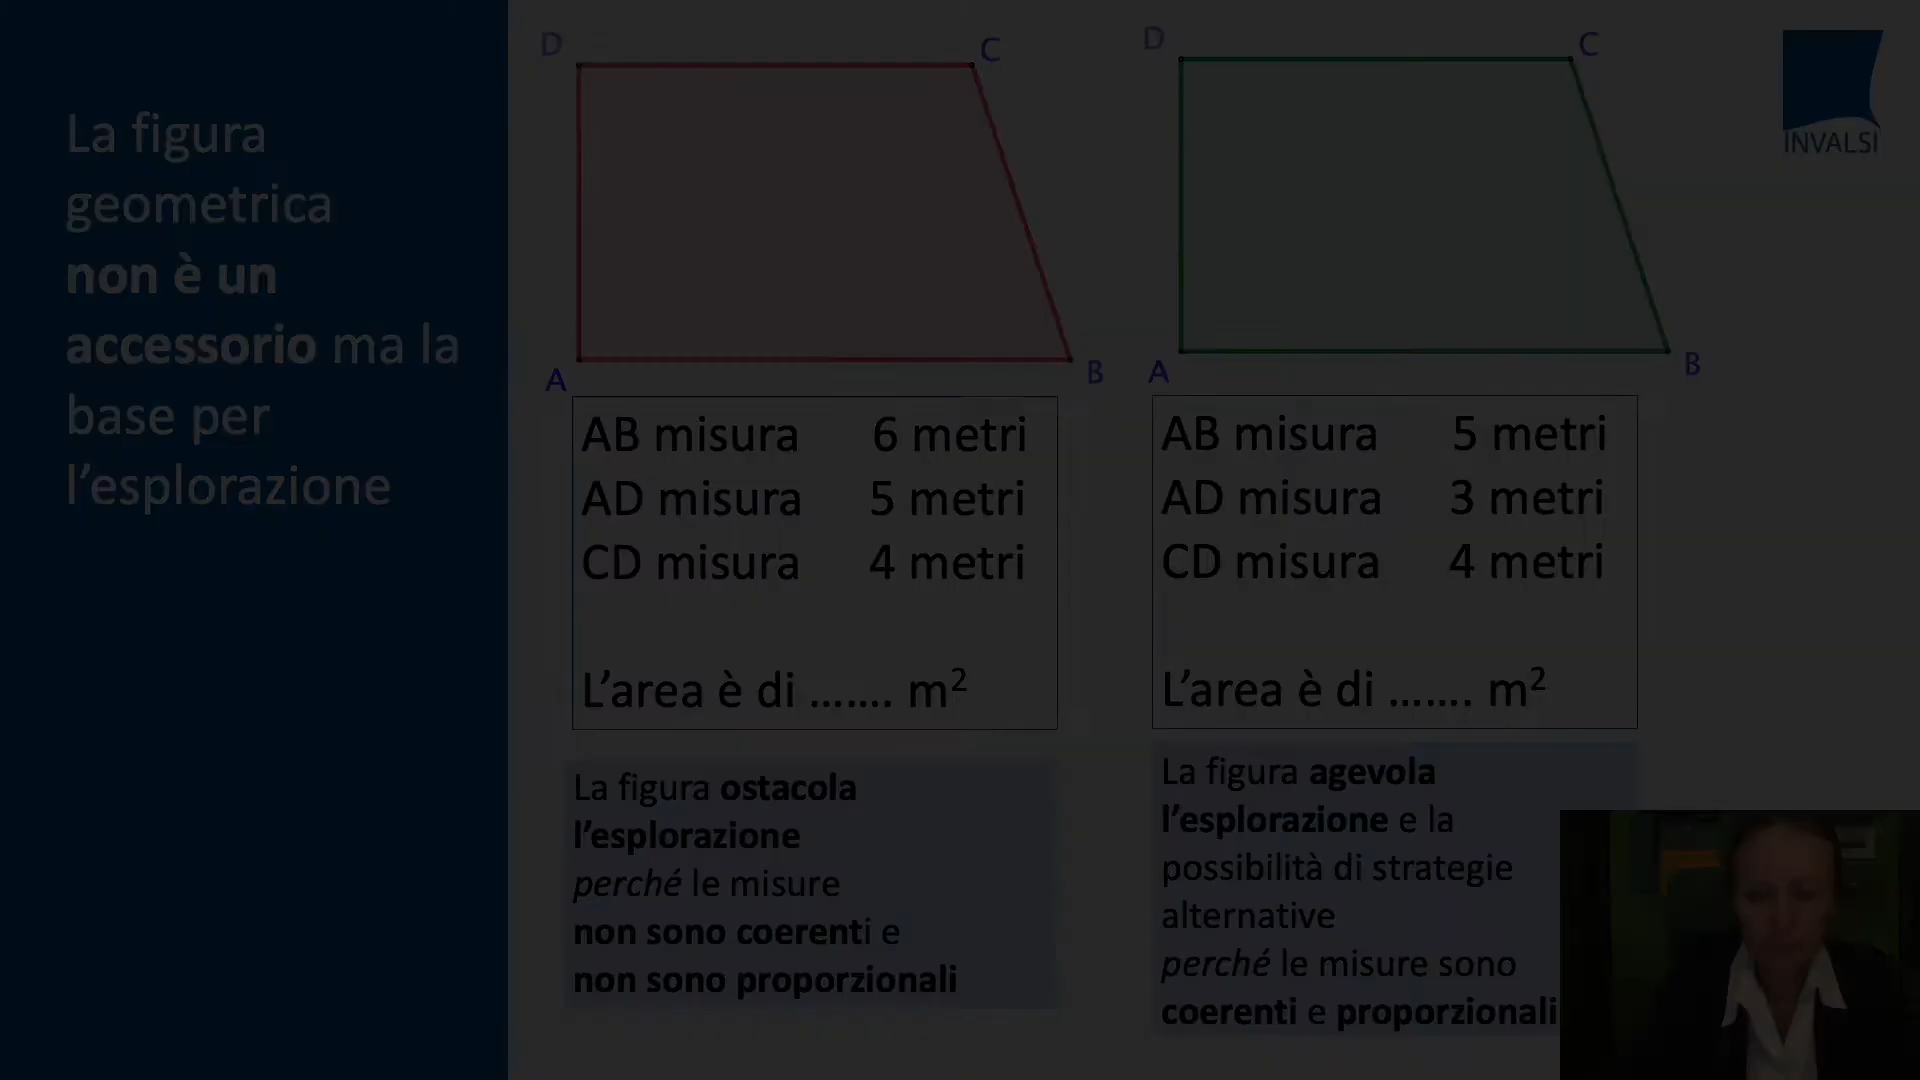 La figura
geometrica
non è un
accessorio ma la
base per
l’esplorazione
D
C
A
B
AB misura 6 metri
AD misura 5 metri
CD misura 4 metri
L’area è di ....... m²
La figura ostacola
l’esplorazione
perché le misure
non sono coerenti e
non sono proporzionali
D
C
A
B
AB misura 5 metri
AD misura 3 metri
CD misura 4 metri
L’area è di ....... m²
La figura agevola
l’esplorazione e la
possibilità di strategie
alternative
perché le misure sono
coerenti e proporzionali
INVALSI